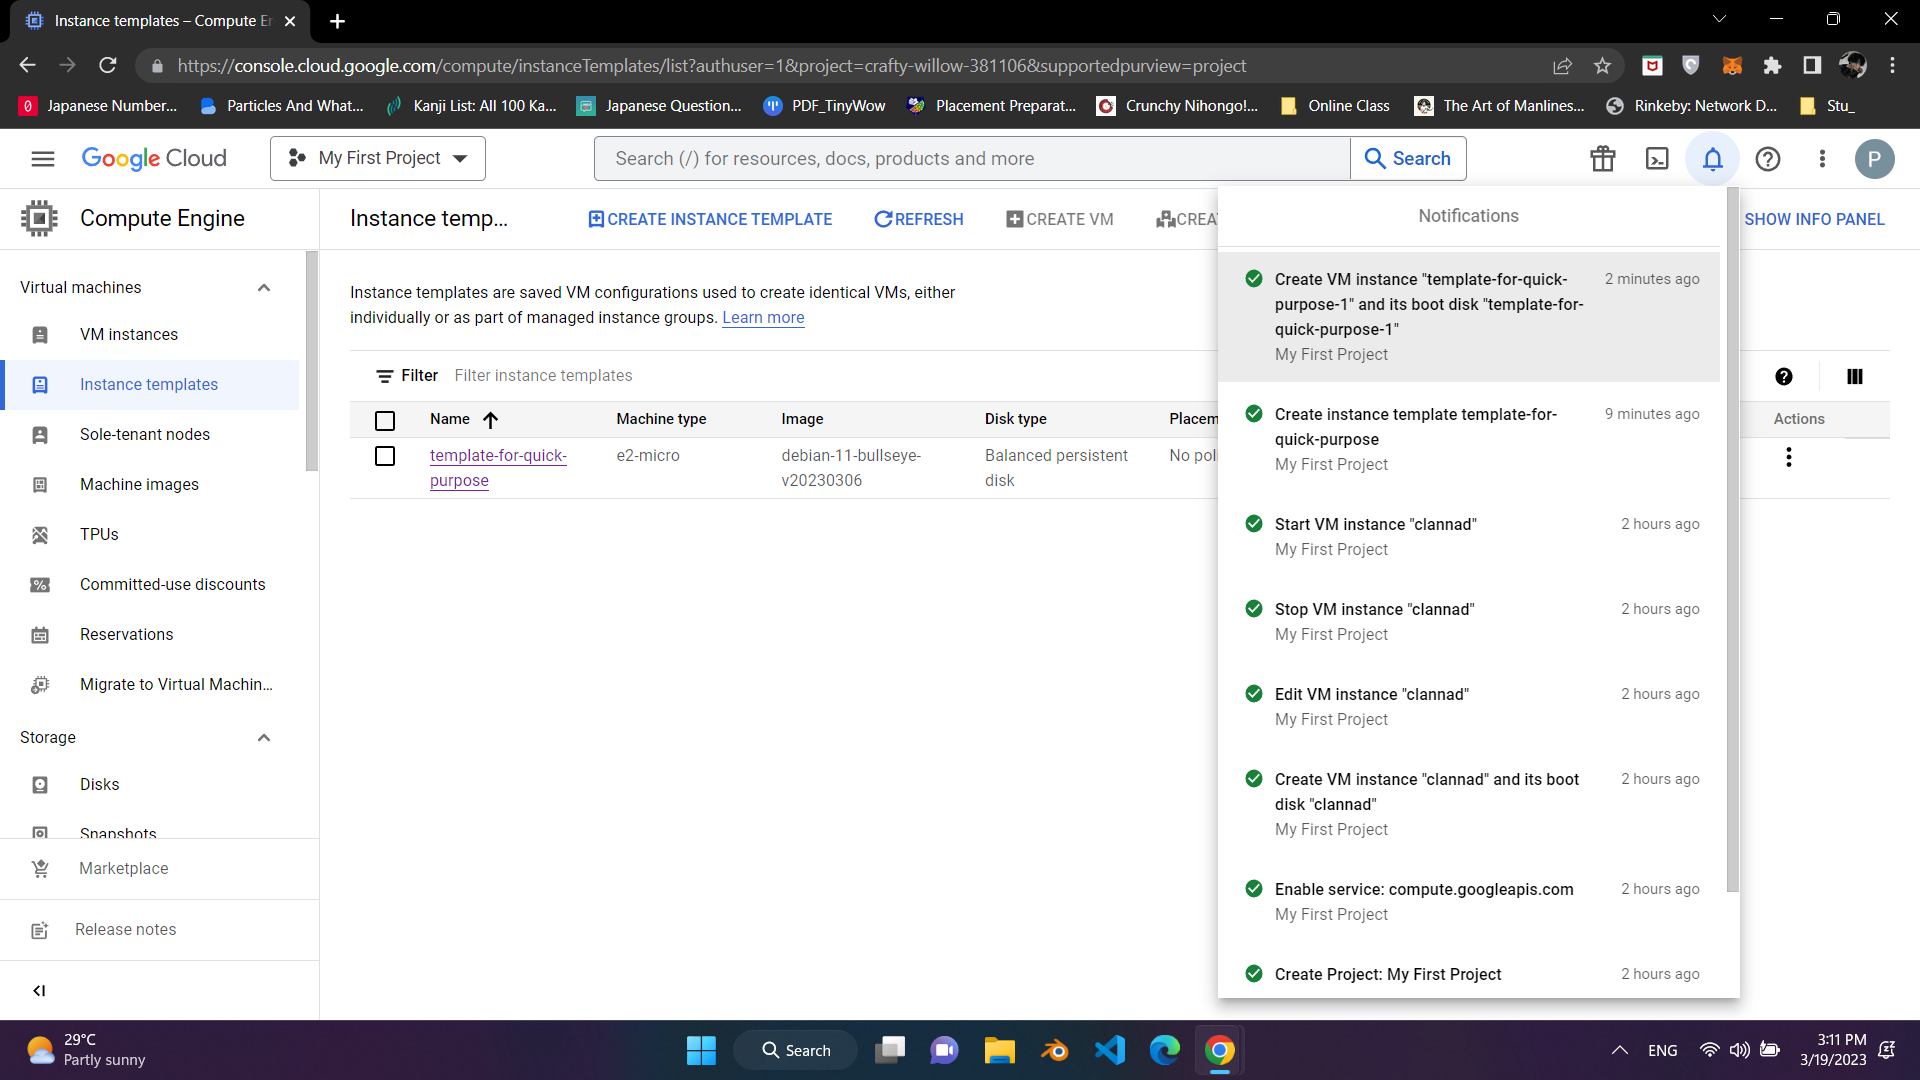 Instance templates – Compute En
https://console.cloud.google.com/compute/instanceTemplates/list?authuser=1&project=crafty-willow-381106&supportedpurview=project
Japanese Number...
Particles And What...
Kanji List: All 100 Ka...
Japanese Question...
PDF_TinyWow
Placement Preparat...
Crunchy Nihongo!...
Online Class
The Art of Manlines...
Rinkeby: Network D...
Stu_
Google Cloud
My First Project
Search (/) for resources, docs, products and more
Search
P
Compute Engine
Instance temp...
CREATE INSTANCE TEMPLATE
REFRESH
CREATE VM
CREA
SHOW INFO PANEL
Virtual machines
VM instances
Instance templates
Sole-tenant nodes
Machine images
TPUs
Committed-use discounts
Reservations
Migrate to Virtual Machin...
Storage
Disks
Snapshots
Marketplace
Release notes
Instance templates are saved VM configurations used to create identical VMs, either
individually or as part of managed instance groups. Learn more
Filter
Filter instance templates
Name
Machine type
Image
Disk type
Placem
Actions
template-for-quick-
purpose
e2-micro
debian-11-bullseye-
v20230306
Balanced persistent
disk
No pol
Notifications
Create VM instance "template-for-quick-
purpose-1" and its boot disk "template-for-
quick-purpose-1"
2 minutes ago
My First Project
Create instance template template-for-
quick-purpose
9 minutes ago
My First Project
Start VM instance "clannad"
2 hours ago
My First Project
Stop VM instance "clannad"
2 hours ago
My First Project
Edit VM instance "clannad"
2 hours ago
My First Project
Create VM instance "clannad" and its boot
disk "clannad"
2 hours ago
My First Project
Enable service: compute.googleapis.com
2 hours ago
My First Project
Create Project: My First Project
2 hours ago
29°C
Partly sunny
Search
ENG
3:11 PM
3/19/2023